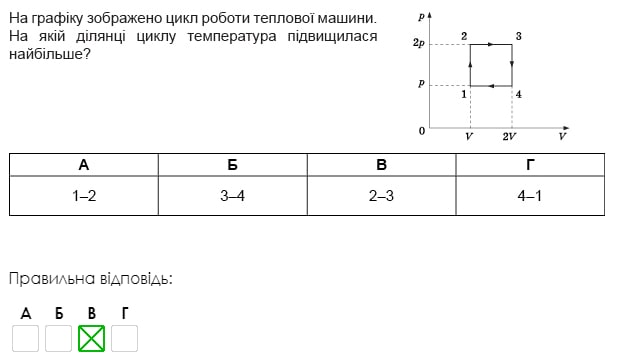 На графіку зображено цикл роботи теплової машини.
На якій ділянці циклу температура підвищилася
найбільше?
p
2p
2
3
p
1
4
0
V
2V
V
А Б В Г
1–2 3–4 2–3 4–1
Правильна відповідь:
А Б В Г